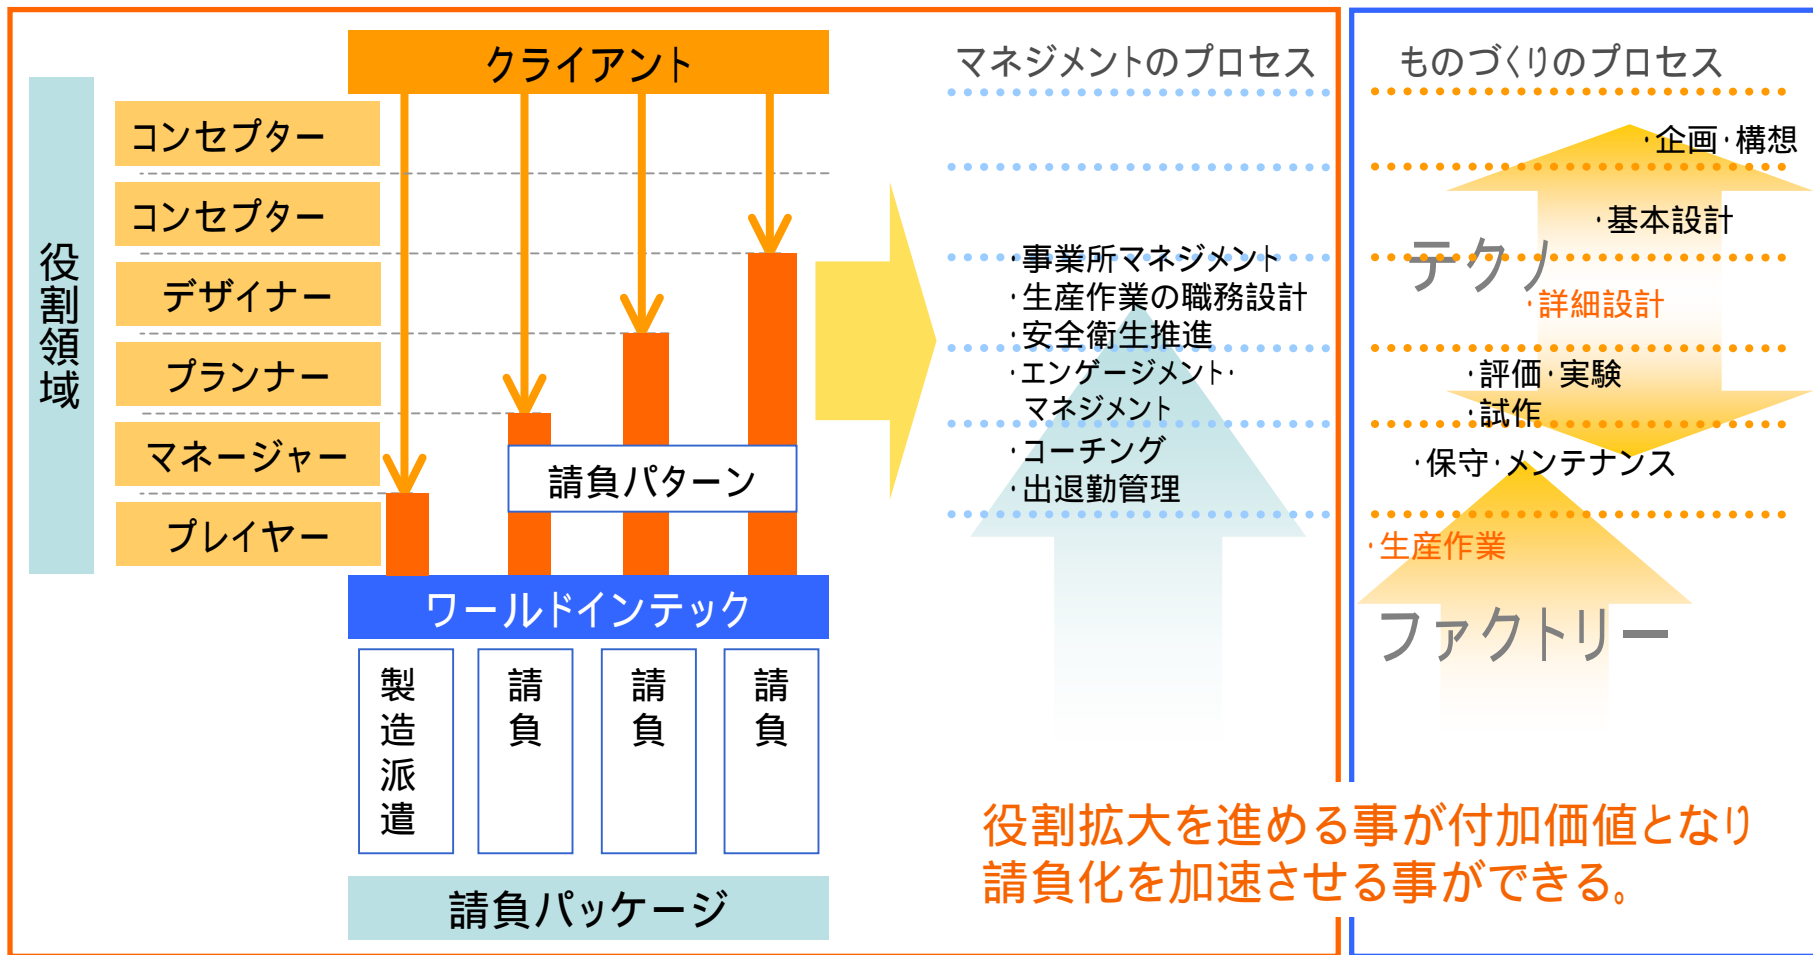 クライアント
役割領域
コンセプター
コンセプター
デザイナー
プランナー
マネージャー
プレイヤー
請負パターン
ワールドインテック
製造派遣
請負
請負
請負
請負パッケージ
マネジメントのプロセス
・事業所マネジメント
・生産作業の職務設計
・安全衛生推進
・エンゲージメント・
マネジメント
・コーチング
・出退勤管理
ものづくりのプロセス
・企画・構想
・基本設計
テクノ
・詳細設計
・評価・実験
・試作
・保守・メンテナンス
・生産作業
ファクトリー
役割拡大を進める事が付加価値となり
請負化を加速させる事ができる。